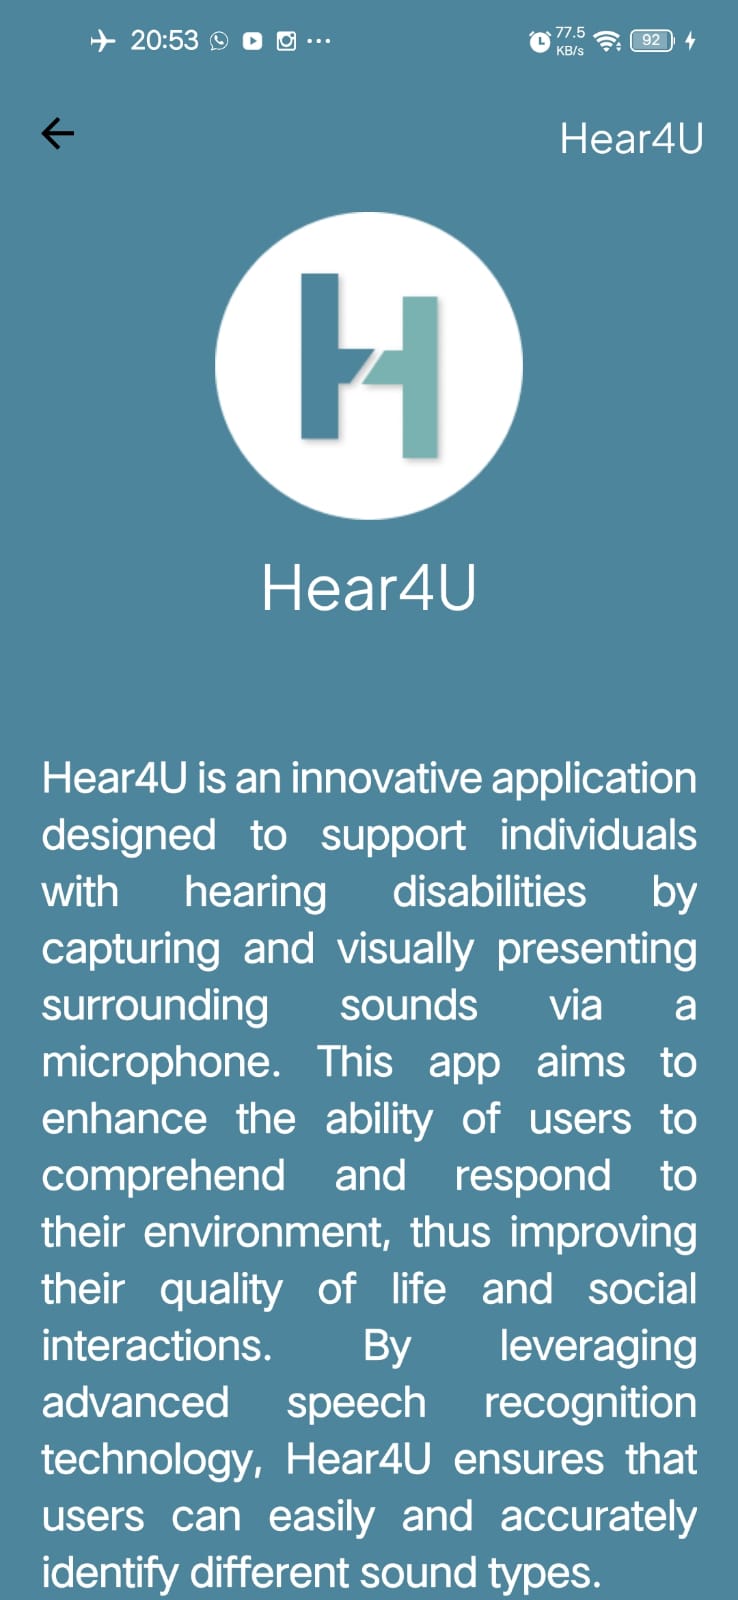 20:53
77.5
KB/s
92
Hear4U
H
Hear4U
Hear4U is an innovative application
designed to support individuals
with hearing disabilities by
capturing and visually presenting
surrounding sounds via a
microphone. This app aims to
enhance the ability of users to
comprehend and respond to
their environment, thus improving
their quality of life and social
interactions. By leveraging
advanced speech recognition
technology, Hear4U ensures that
users can easily and accurately
identify different sound types.